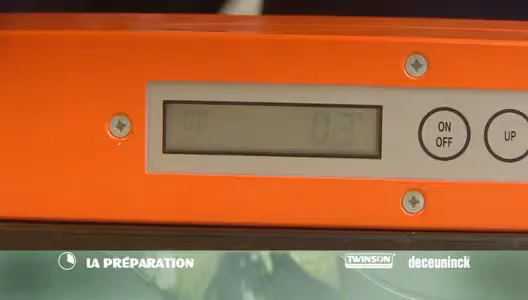 ON
OFF
UP
LA PRÉPARATION
TWINSON
deceuninck